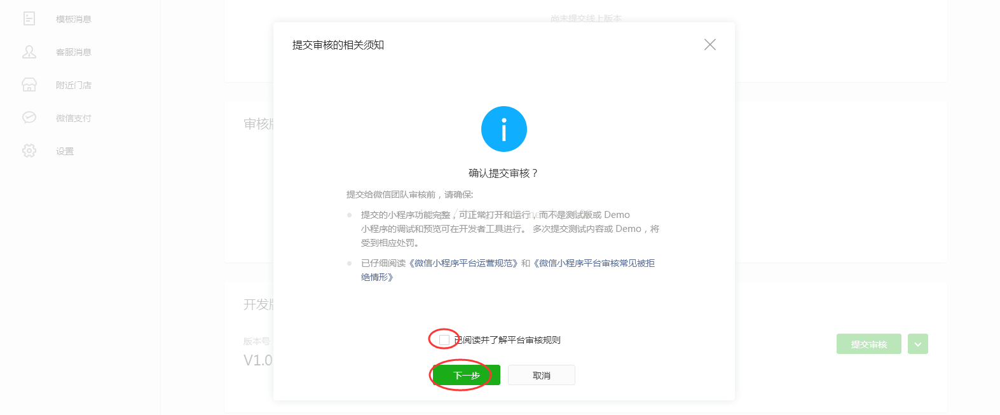 模板消息
客服消息
附近门店
微信支付
设置
尚未提交线上版本
提交审核的相关须知
审核版
确认提交审核？
提交给微信团队审核前，请确保:
提交的小程序功能完整，可正常打开和运行，而不是测试版或 Demo
小程序的调试和预览可在开发者工具进行。 多次提交测试内容或 Demo，将
受到相应处罚。
已仔细阅读《微信小程序平台运营规范》和《微信小程序平台审核常见被拒
绝情形》
开发版
版本号
V1.0
已阅读并了解平台审核规则
提交审核
下一步
取消